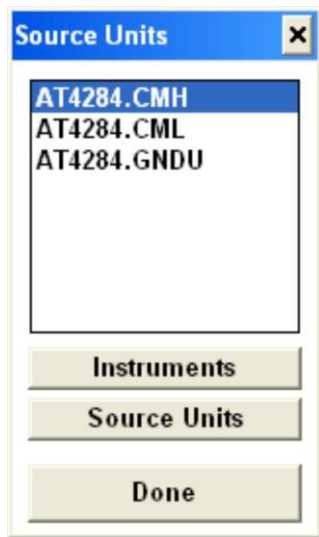 Source Units
AT4284.CMH
AT4284.CML
AT4284.GNDU
Instruments
Source Units
Done